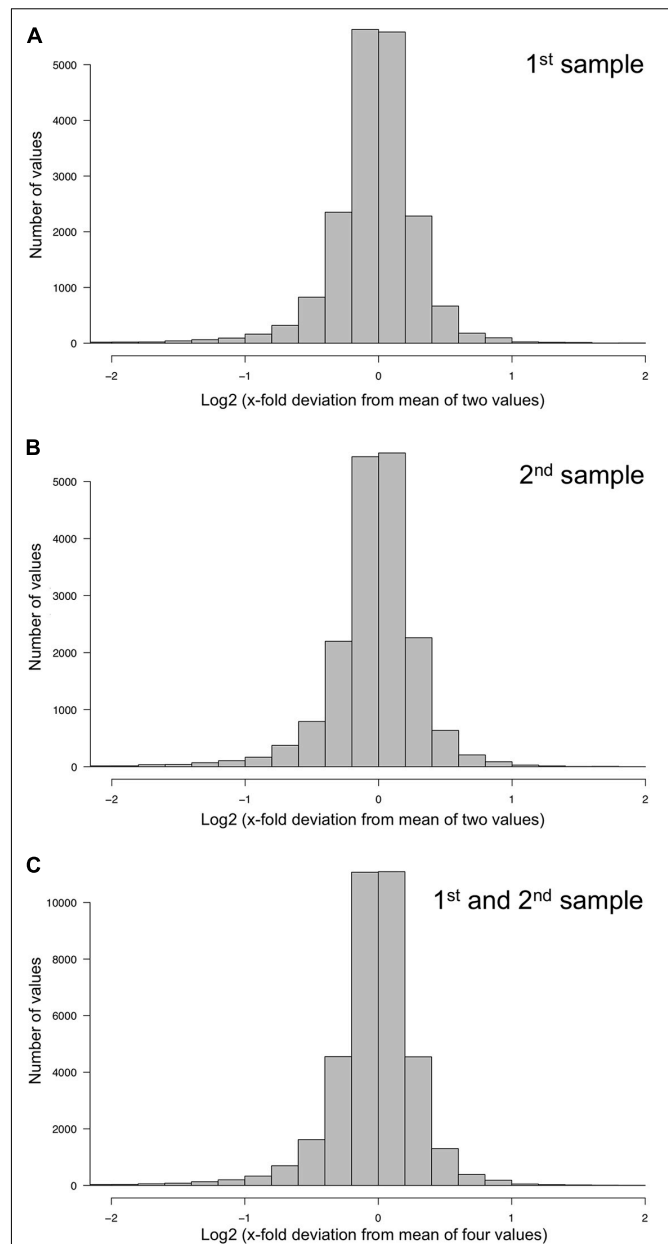 A
1st sample
5000
4000
3000
2000
1000
0
Number of values
−2 −1 0 1 2
Log2 (x-fold deviation from mean of two values)
B
2nd sample
5000
4000
3000
2000
1000
0
Number of values
−2 −1 0 1 2
Log2 (x-fold deviation from mean of two values)
C
1st and 2nd sample
10000
8000
6000
4000
2000
0
Number of values
−2 −1 0 1 2
Log2 (x-fold deviation from mean of four values)